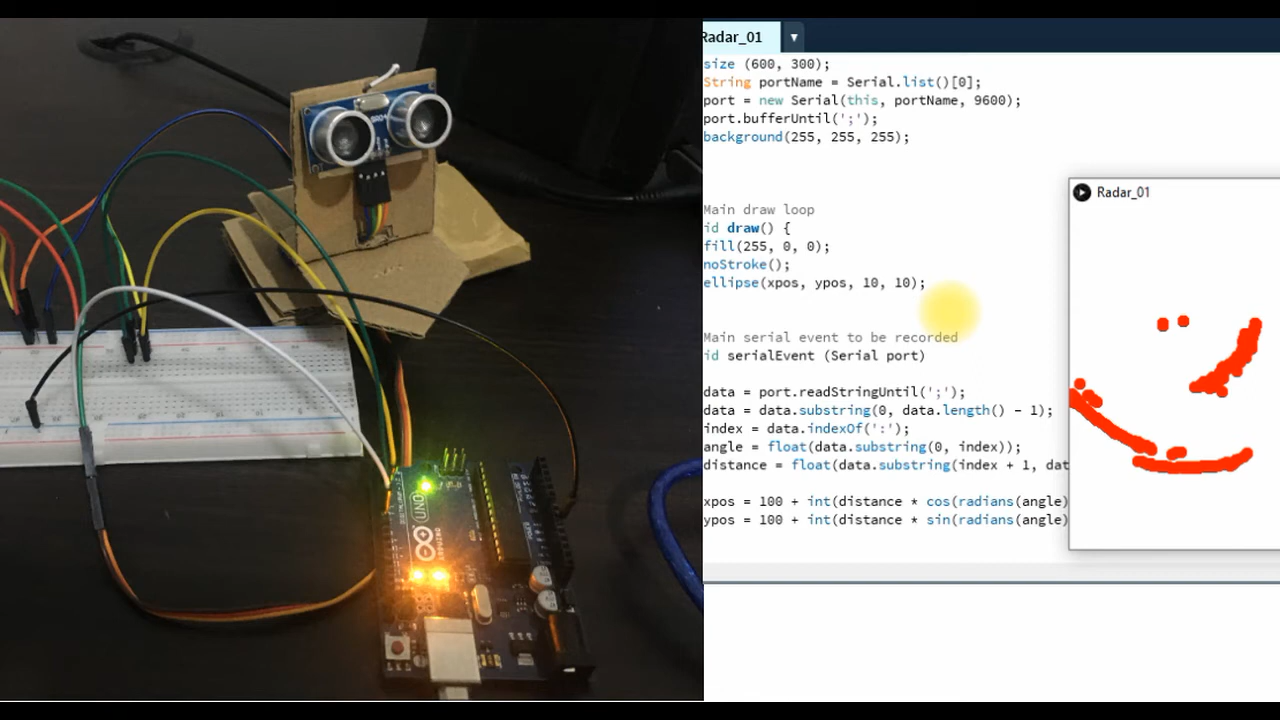 UNO
ARDUINO
Radar_01
size (600, 300);
String portName = Serial.list()[0];
port = new Serial(this, portName, 9600);
port.bufferUntil(';');
background(255, 255, 255);
Main draw loop
id draw() {
fill(255, 0, 0);
noStroke();
ellipse(xpos, ypos, 10, 10);
Main serial event to be recorded
id serialEvent (Serial port)
data = port.readStringUntil(';');
data = data.substring(0, data.length() - 1);
index = data.indexOf(':');
angle = float(data.substring(0, index));
distance = float(data.substring(index + 1, dat
xpos = 100 + int(distance * cos(radians(angle)
ypos = 100 + int(distance * sin(radians(angle)
Radar_01